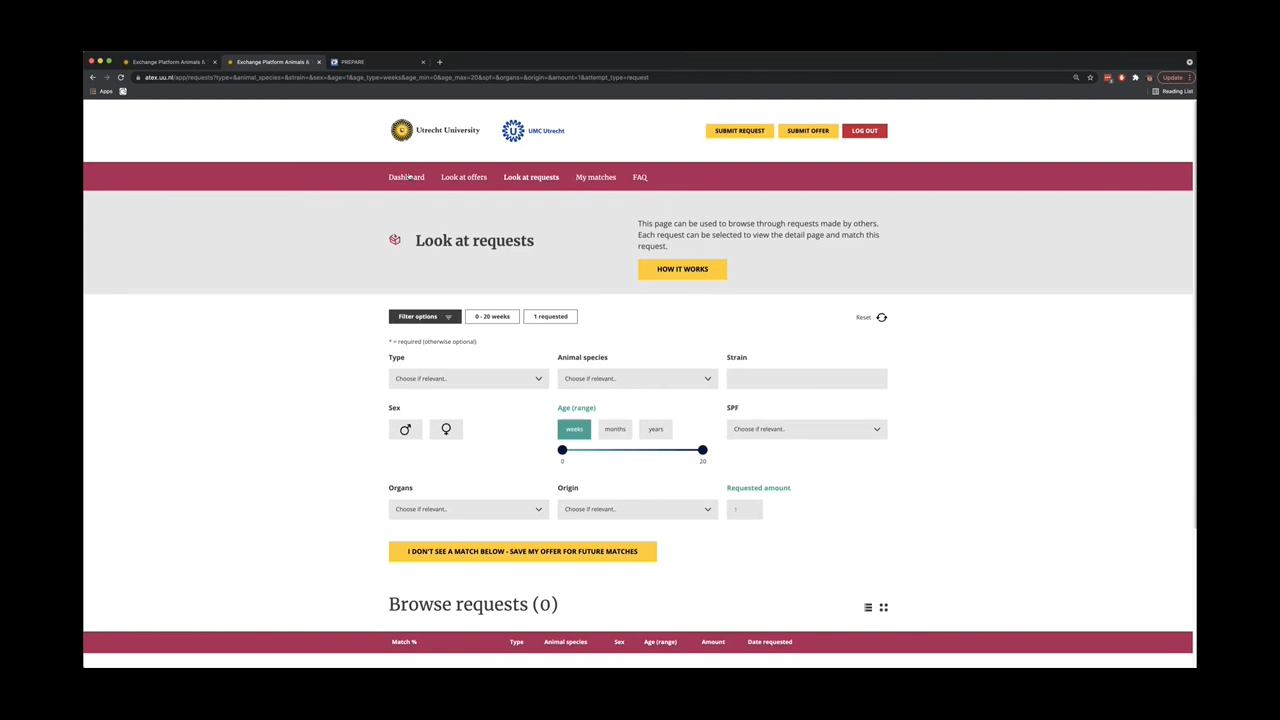 Exchange Platform Animals & Exchange Platform Animals & PREPARE
atex.uu.nl/app/requests?type=&animal_species=&strain=&sex=&age=1&age_type=weeks&age_min=0&age_max=20&spf=&organs=&origin=&amount=1&attempt_type=request Update
Apps Reading List
Utrecht University UMC Utrecht SUBMIT REQUEST SUBMIT OFFER LOG OUT
Dashboard Look at offers Look at requests My matches FAQ
Look at requests
This page can be used to browse through requests made by others.
Each request can be selected to view the detail page and match this
request.
HOW IT WORKS
Filter options 0 - 20 weeks 1 requested Reset
* = required (otherwise optional)
Type Animal species Strain
Choose if relevant.. Choose if relevant..
Sex Age (range) SPF
weeks months years Choose if relevant..
0 20
Organs Origin Requested amount
Choose if relevant.. Choose if relevant.. 1
I DON'T SEE A MATCH BELOW - SAVE MY OFFER FOR FUTURE MATCHES
Browse requests (0)
Match % Type Animal species Sex Age (range) Amount Date requested